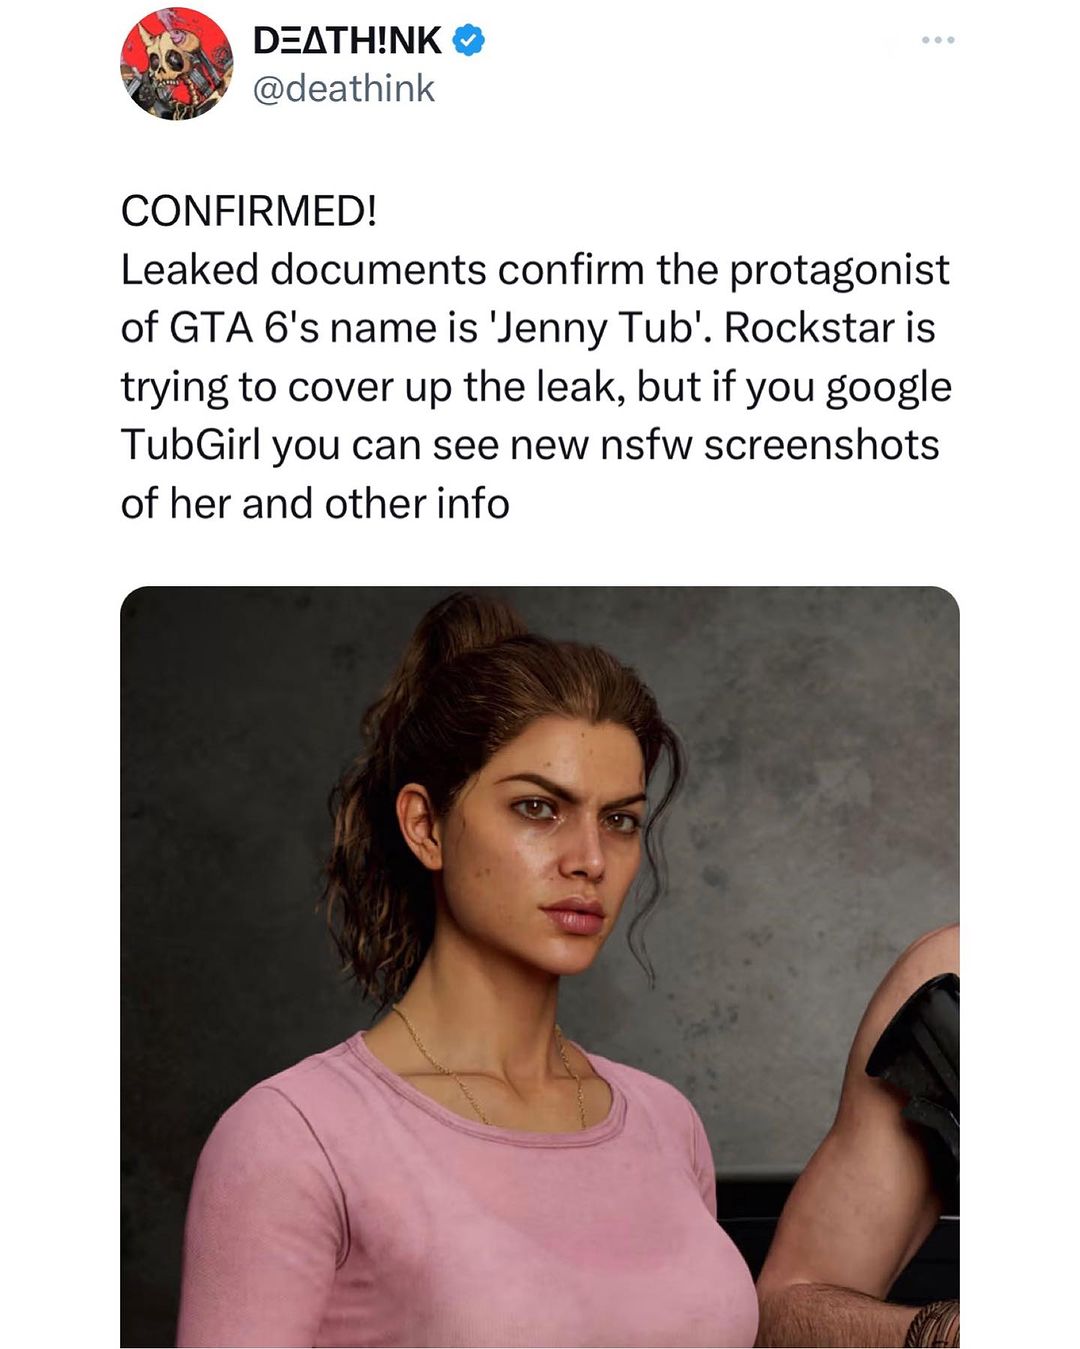 DΞΔTH!NK
@deathink
CONFIRMED!
Leaked documents confirm the protagonist
of GTA 6's name is 'Jenny Tub'. Rockstar is
trying to cover up the leak, but if you google
TubGirl you can see new nsfw screenshots
of her and other info